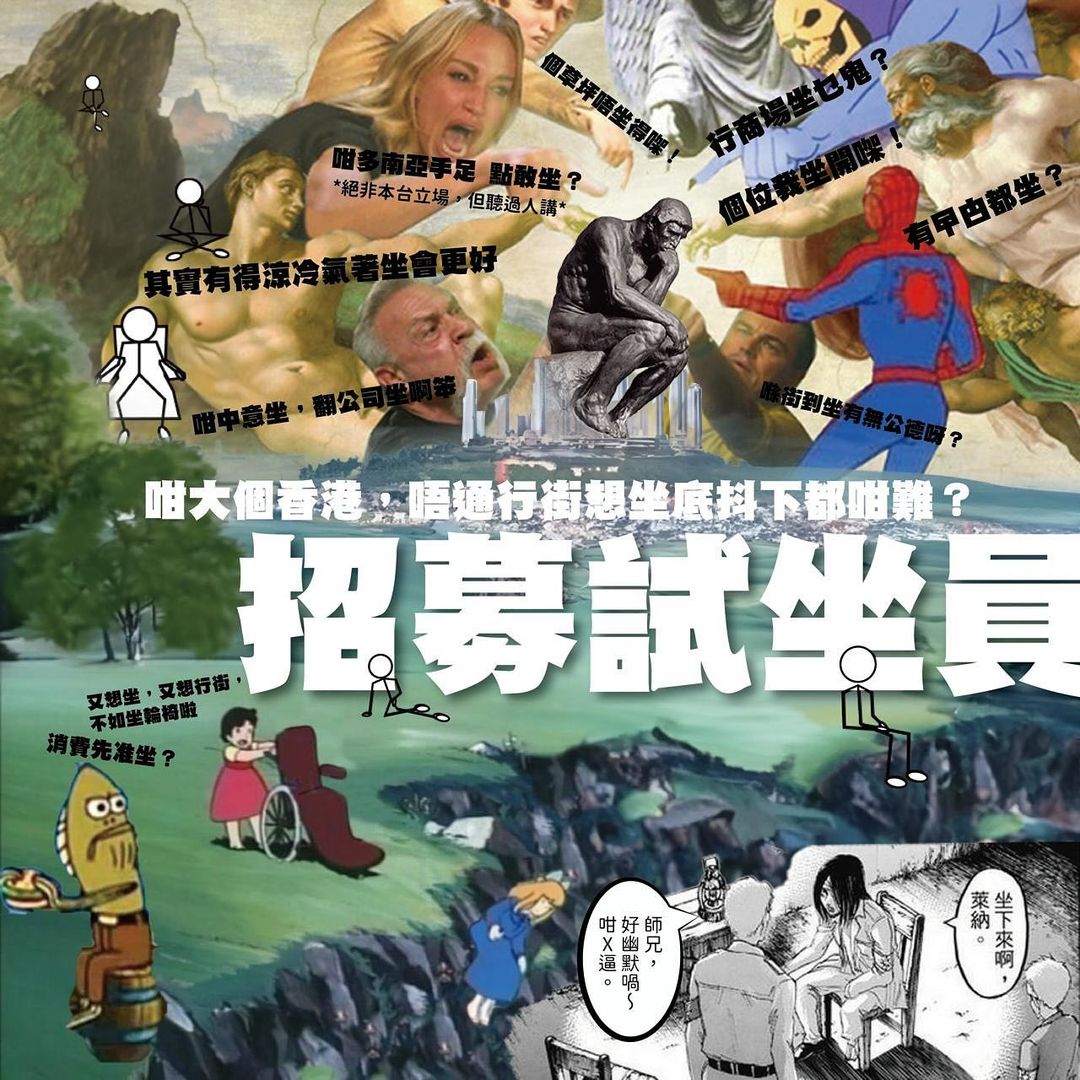 個草坪唔坐得㗎！
行商場坐乜鬼？
咁多南亞手足 點敢坐？
*絕非本台立場，但聽過人講*
個位我坐開㗎！
有曱甴都坐？
其實有得涼冷氣著坐會更好
咁中意坐，翻公司坐啊笨
喺街到坐有無公德呀？
咁大個香港，唔通行街想坐底抖下都咁難？
招募試坐員
又想坐，又想行街，
不如坐輪椅啦
消費先准坐？
坐下來啊，
萊納。
師兄，
好幽默喎～
咁X逼。